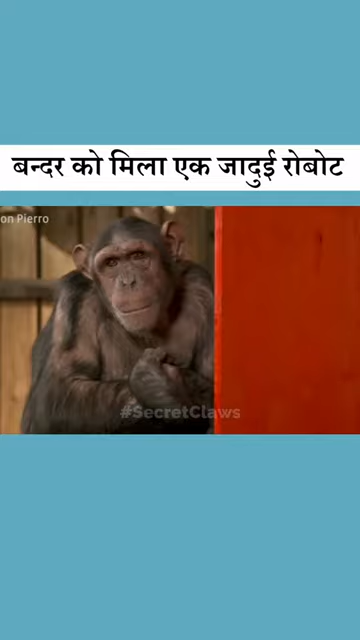 बन्दर को मिला एक जादुई रोबोट
on Pierro
#SecretClaws